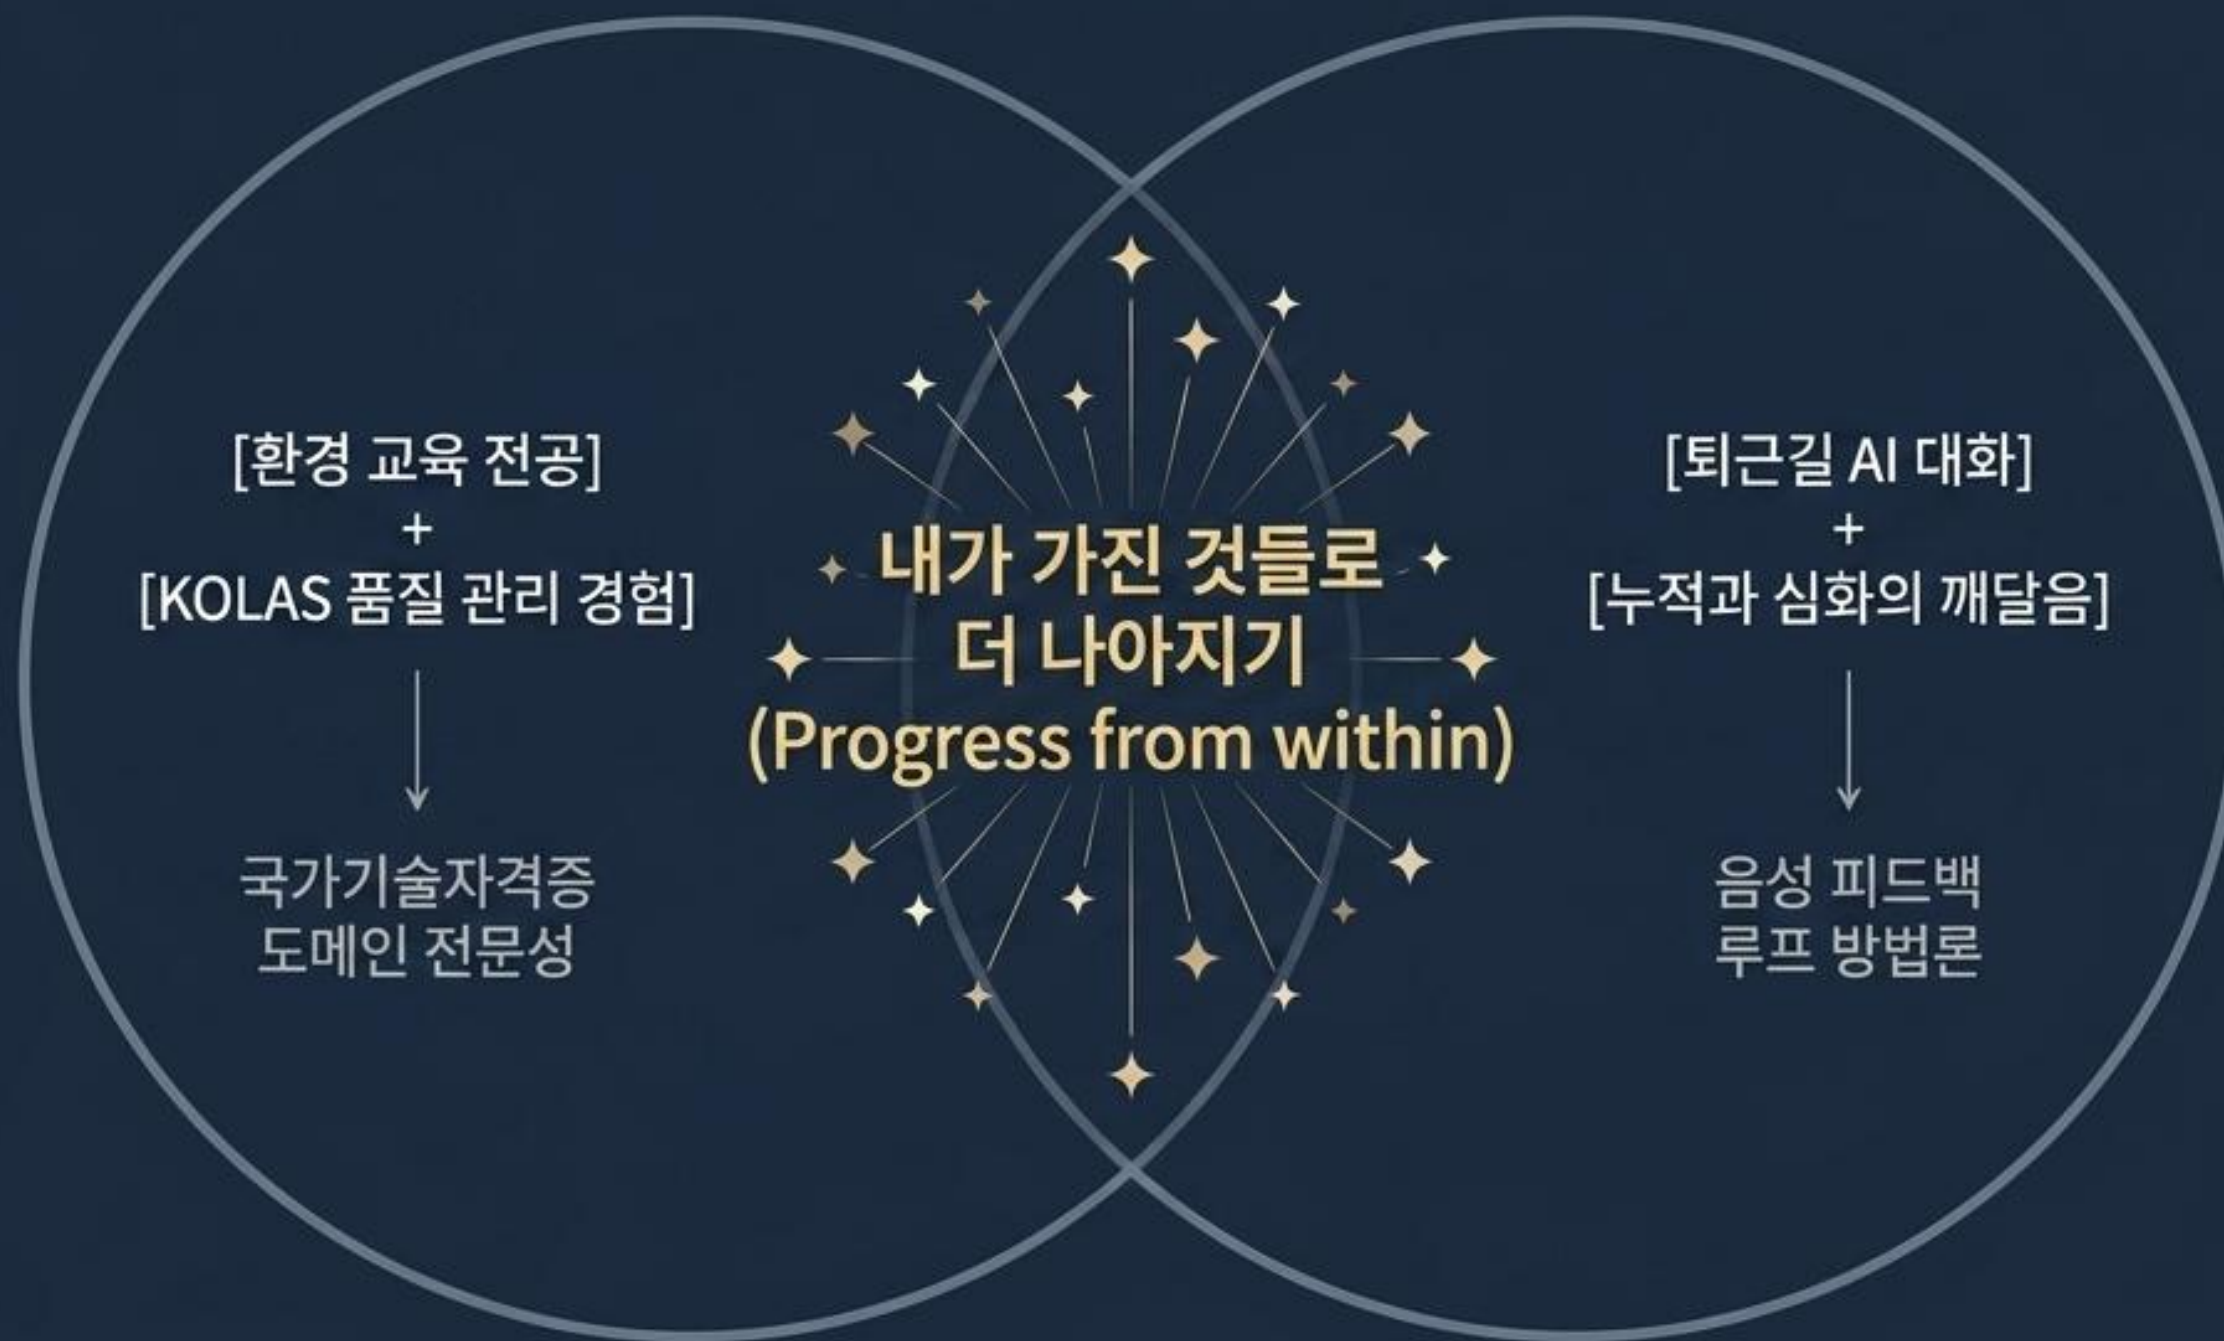 [환경 교육 전공]
+
[KOLAS 품질 관리 경험]
국가기술자격증
도메인 전문성
내가 가진 것들로
더 나아지기
(Progress from within)
[퇴근길 AI 대화]
+
[누적과 심화의 깨달음]
음성 피드백
루프 방법론